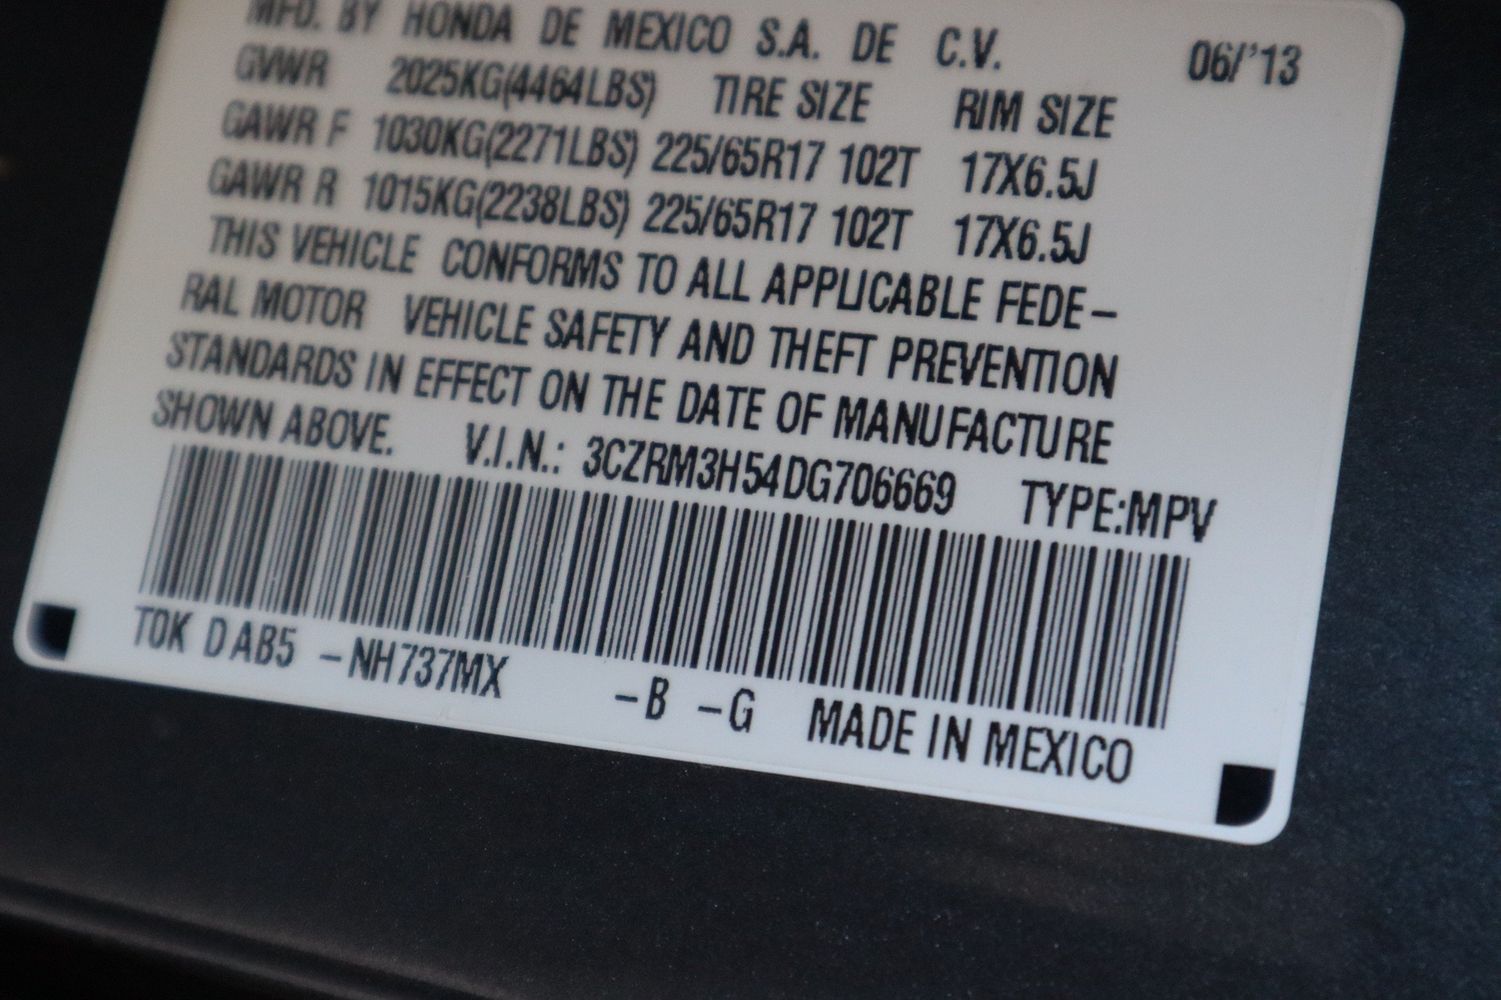 MFD. BY HONDA DE MEXICO S.A. DE C.V. 06/'13
GVWR 2025KG(4464LBS) TIRE SIZE RIM SIZE
GAWR F 1030KG(2271LBS) 225/65R17 102T 17X6.5J
GAWR R 1015KG(2238LBS) 225/65R17 102T 17X6.5J
THIS VEHICLE CONFORMS TO ALL APPLICABLE FEDE-
RAL MOTOR VEHICLE SAFETY AND THEFT PREVENTION
STANDARDS IN EFFECT ON THE DATE OF MANUFACTURE
SHOWN ABOVE. V.I.N.: 3CZRM3H54DG706669 TYPE:MPV
TOK DAB5 -NH737MX -B -G MADE IN MEXICO